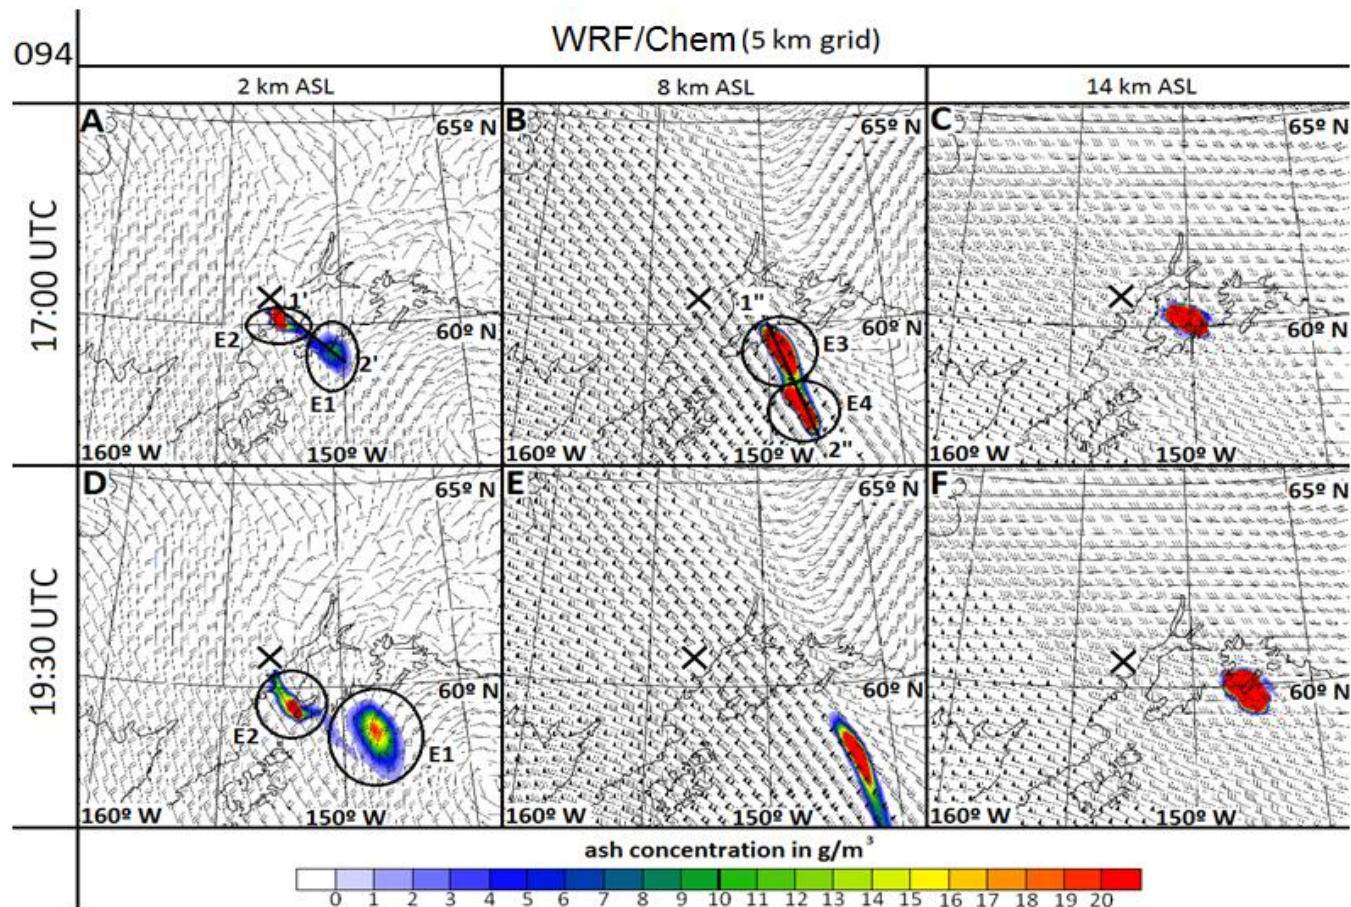 WRF/Chem (5 km grid)
094
2 km ASL
8 km ASL
14 km ASL
17:00 UTC
A
65º N
1'
E2
60º N
2'
E1
160º W
150º W
B
65º N
1"
60º N
E3
E4
2"
160º W
150º W
C
65º N
60º N
160º W
150º W
19:30 UTC
D
65º N
60º N
E2
E1
160º W
150º W
E
65º N
60º N
160º W
150º W
F
65º N
60º N
160º W
150º W
ash concentration in g/m³
0 1 2 3 4 5 6 7 8 9 10 11 12 13 14 15 16 17 18 19 20